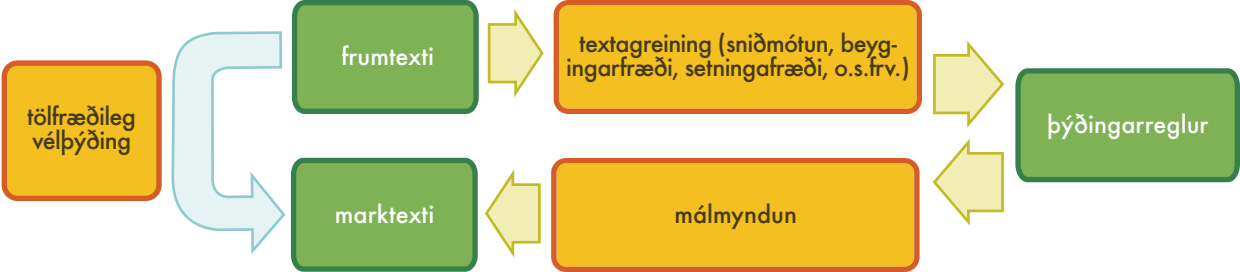 tölfræðileg
vélþýðing
frumtexti
textagreining (sniðmótun, beyg-
ingarfræði, setningafræði, o.s.frv.)
þýðingarreglur
málmyndun
marktexti